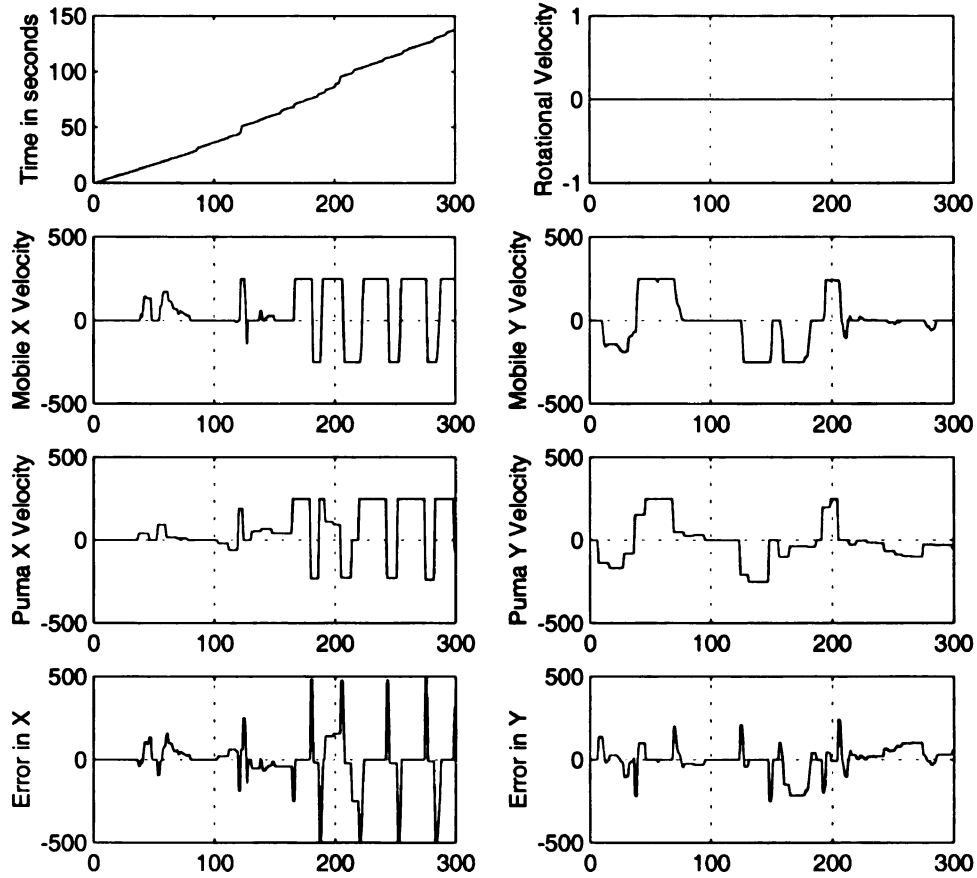 Time in seconds
150
100
50
0
0 100 200 300
Rotational Velocity
1
0
-1
0 100 200 300
Mobile X Velocity
500
0
-500
0 100 200 300
Mobile Y Velocity
500
0
-500
0 100 200 300
Puma X Velocity
500
0
-500
0 100 200 300
Puma Y Velocity
500
0
-500
0 100 200 300
Error in X
500
0
-500
0 100 200 300
Error in Y
500
0
-500
0 100 200 300